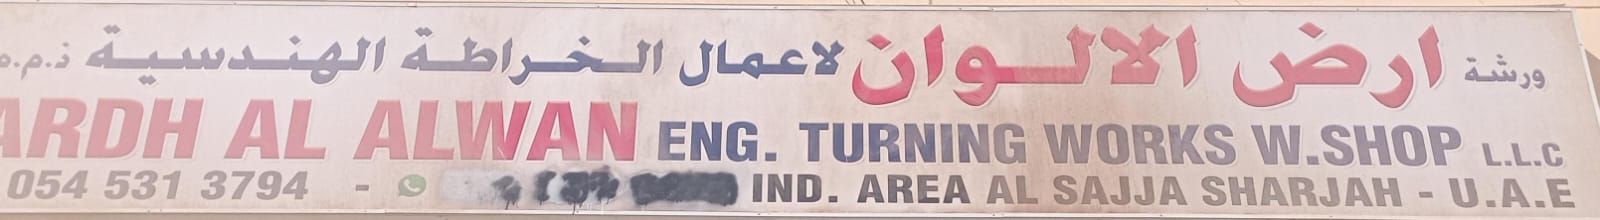 ورشة ارض الالوان لاعمال الخراطة الهندسية ذ.م.م
ARDH AL ALWAN ENG. TURNING WORKS W.SHOP L.L.C
054 531 3794 - IND. AREA AL SAJJA SHARJAH - U.A.E